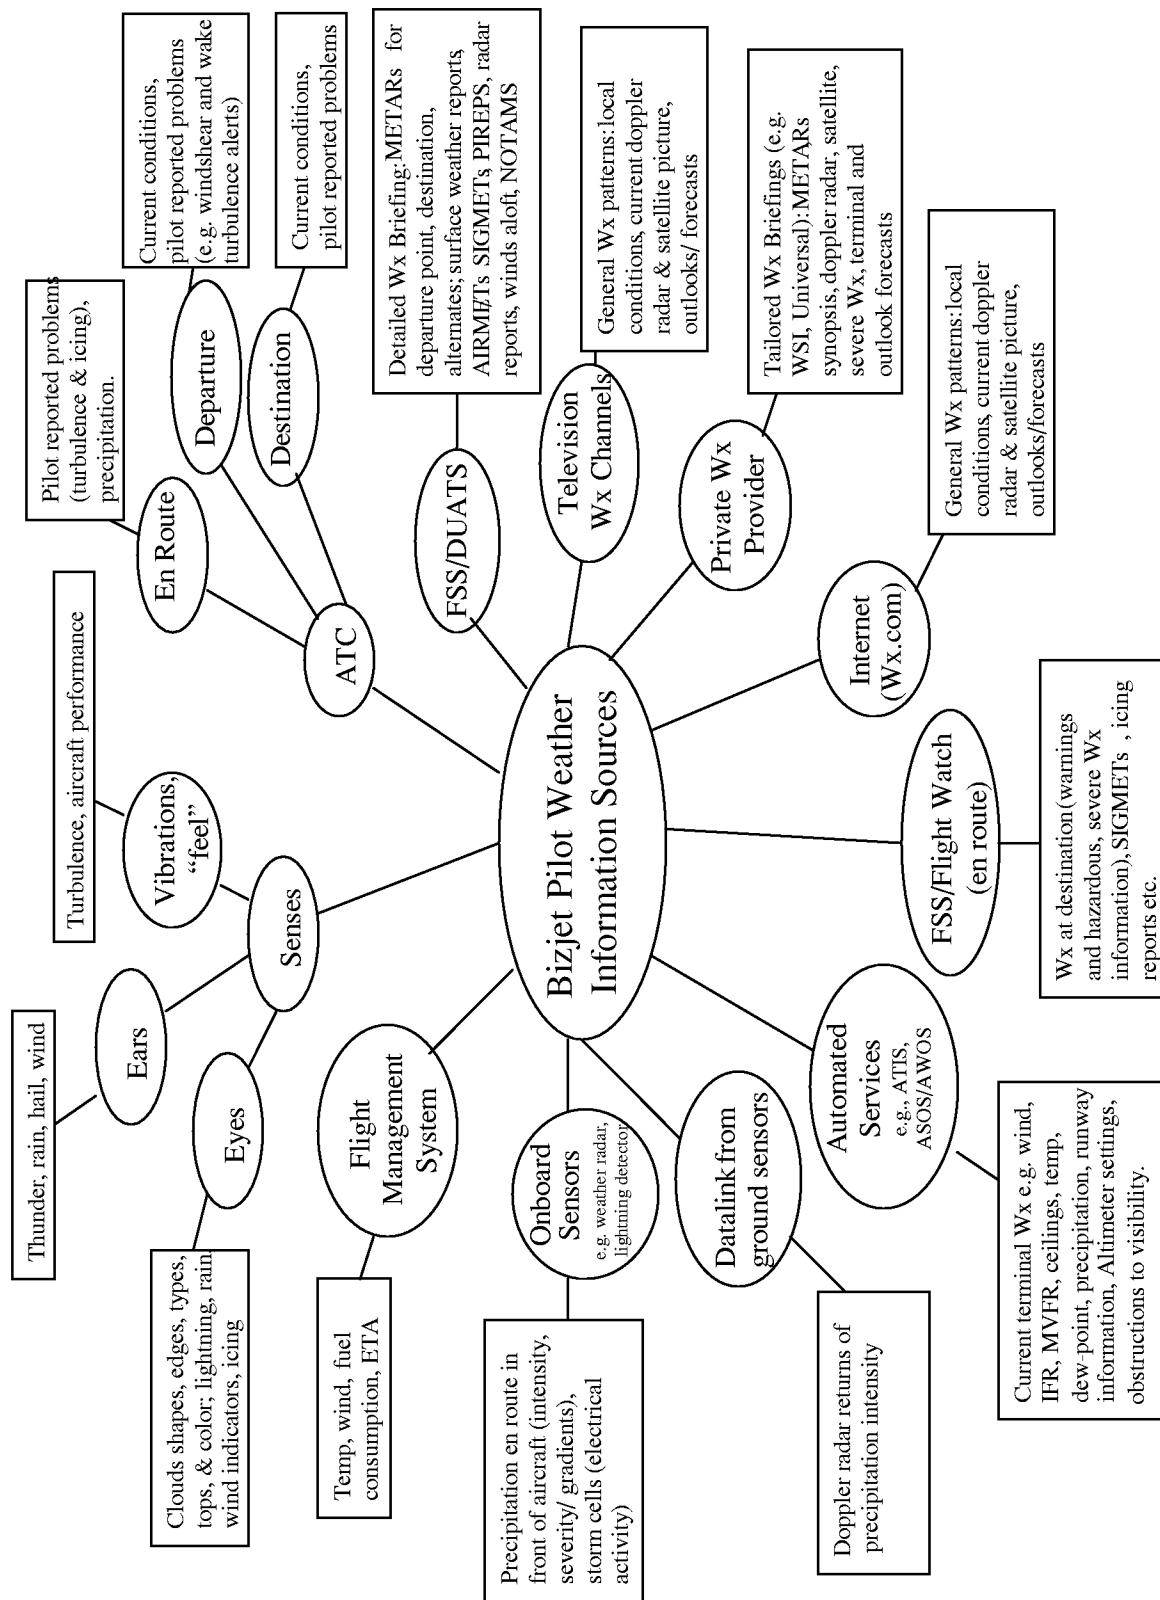 Bizjet Pilot Weather
Information Sources
Senses
Eyes
Clouds shapes, edges, types,
tops, & color; lightning, rain,
wind indicators, icing
Ears
Thunder, rain, hail, wind
Vibrations,
“feel”
Turbulence, aircraft performance
ATC
En Route
Pilot reported problems
(turbulence & icing),
precipitation.
Departure
Current conditions,
pilot reported problems
(e.g. windshear and wake
turbulence alerts)
Destination
Current conditions,
pilot reported problems
FSS/DUATS
Detailed Wx Briefing:METARs for
departure point, destination,
alternates; surface weather reports,
AIRMETs SIGMETs, PIREPS, radar
reports, winds aloft, NOTAMS
Television
Wx Channels
General Wx patterns:local
conditions, current doppler
radar & satellite picture,
outlooks/ forecasts
Private Wx
Provider
Tailored Wx Briefings (e.g.
WSI, Universal):METARs
synopsis, doppler radar, satellite,
severe Wx, terminal and
outlook forecasts
Internet
(Wx.com)
General Wx patterns:local
conditions, current doppler
radar & satellite picture,
outlooks/forecasts
FSS/Flight Watch
(en route)
Wx at destination (warnings
and hazardous, severe Wx
information), SIGMETs , icing
reports etc.
Automated
Services
e.g., ATIS,
ASOS/AWOS
Current terminal Wx e.g. wind,
IFR, MVFR, ceilings, temp,
dew-point, precipitation, runway
information, Altimeter settings,
obstructions to visibility.
Datalink from
ground sensors
Doppler radar returns of
precipitation intensity
Onboard
Sensors
e.g. weather radar,
lightning detector
Precipitation en route in
front of aircraft (intensity,
severity/ gradients),
storm cells (electrical
activity)
Flight
Management
System
Temp, wind, fuel
consumption, ETA